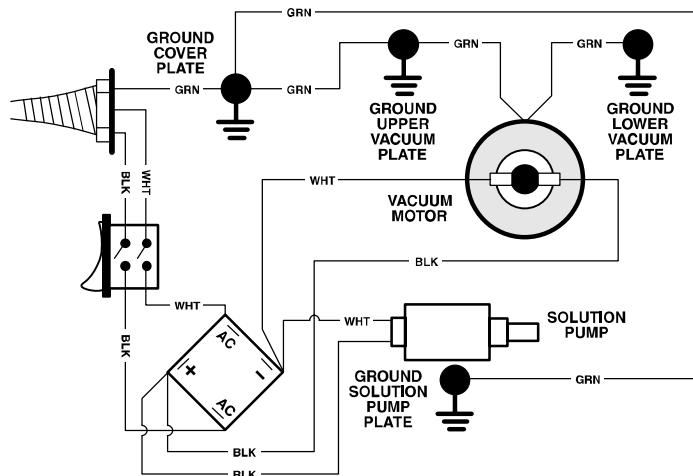 GRN
GROUND
COVER
PLATE
GRN
GRN
GRN
GRN
GROUND
UPPER
VACUUM
PLATE
GROUND
LOWER
VACUUM
PLATE
BLK
WHT
WHT
VACUUM
MOTOR
BLK
WHT
BLK
AC
+
−
AC
WHT
SOLUTION
PUMP
GROUND
SOLUTION
PUMP
PLATE
GRN
BLK
BLK